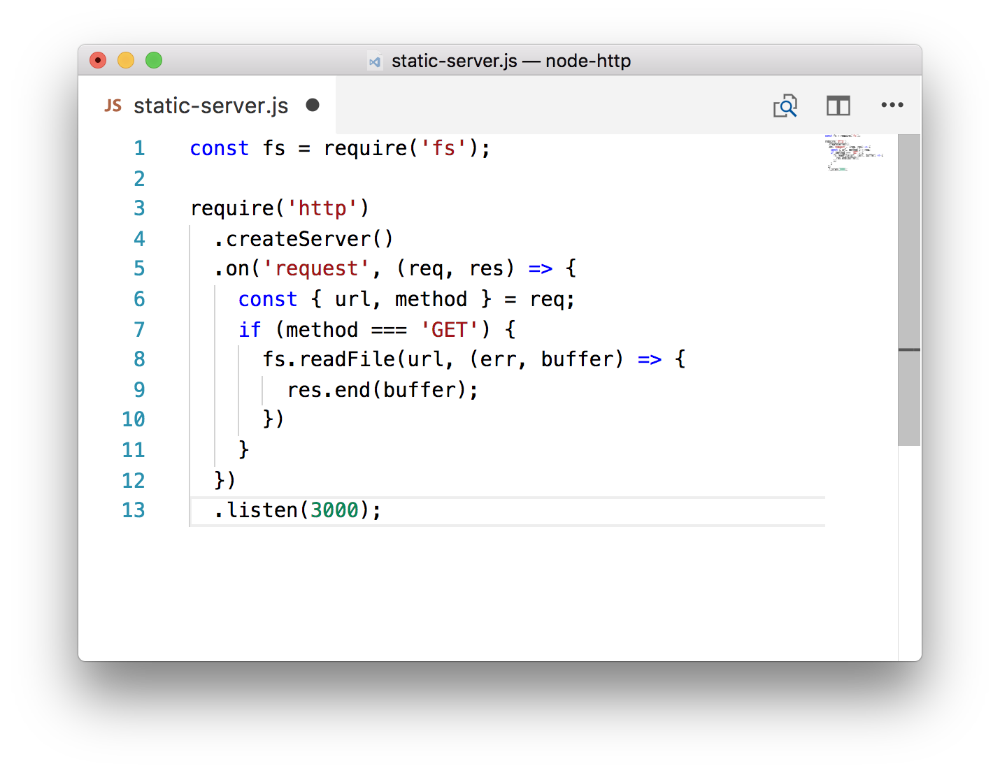 static-server.js — node-http
JS static-server.js
1 const fs = require('fs');
2
3 require('http')
4   .createServer()
5   .on('request', (req, res) => {
6     const { url, method } = req;
7     if (method === 'GET') {
8       fs.readFile(url, (err, buffer) => {
9         res.end(buffer);
10       })
11     }
12   })
13   .listen(3000);